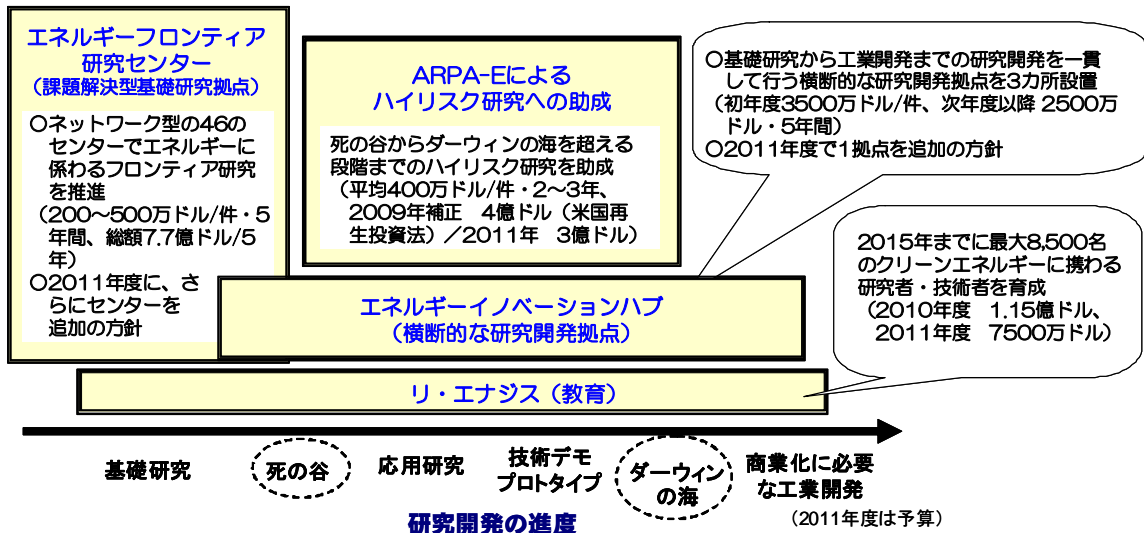 エネルギーフロンティア
研究センター
（課題解決型基礎研究拠点）
○ネットワーク型の46の
センターでエネルギーに
係わるフロンティア研究
を推進
（200～500万ドル/件・5
年間、総額7.7億ドル/5
年）
○2011年度に、さ
らにセンターを
追加の方針
ARPA-Eによる
ハイリスク研究への助成
死の谷からダーウィンの海を超える
段階までのハイリスク研究を助成
（平均400万ドル/件・2～3年、
2009年補正　4億ドル（米国再
生投資法）／2011年　3億ドル）
○基礎研究から工業開発までの研究開発を一貫
して行う横断的な研究開発拠点を3カ所設置
（初年度3500万ドル/件、次年度以降 2500万
ドル・5年間）
○2011年度で1拠点を追加の方針
エネルギーイノベーションハブ
（横断的な研究開発拠点）
2015年までに最大8,500名
のクリーンエネルギーに携わる
研究者・技術者を育成
（2010年度　1.15億ドル、
2011年度　7500万ドル）
リ・エナジス（教育）
基礎研究
死の谷
応用研究
技術デモ
プロトタイプ
ダーウィン
の海
商業化に必要
な工業開発
研究開発の進度
（2011年度は予算）